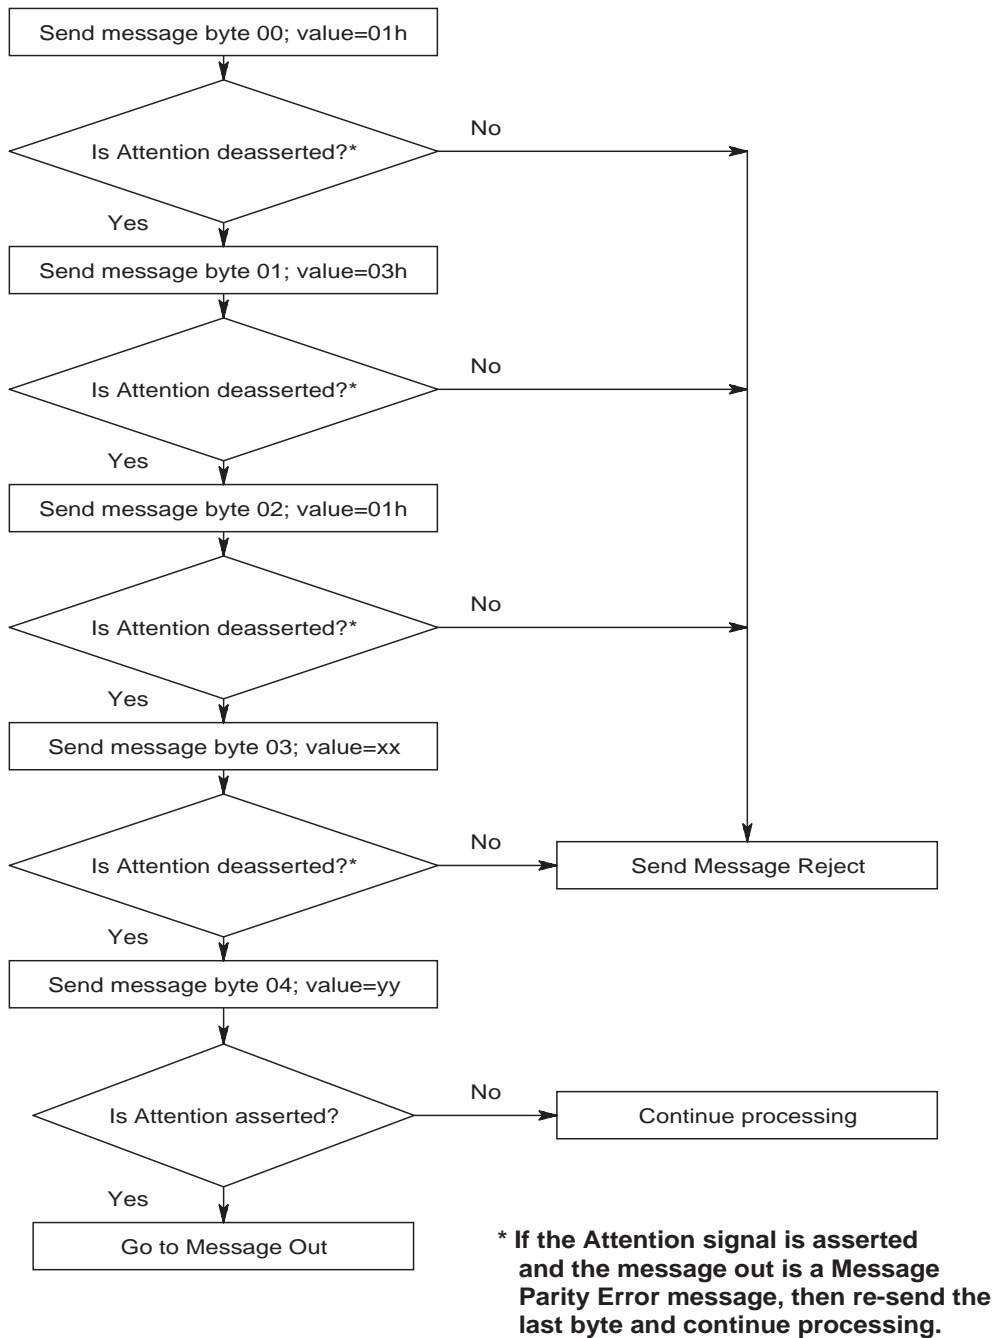 Send message byte 00; value=01h
Is Attention deasserted?*
No
Yes
Send message byte 01; value=03h
Is Attention deasserted?*
No
Yes
Send message byte 02; value=01h
Is Attention deasserted?*
No
Yes
Send message byte 03; value=xx
Is Attention deasserted?*
No
Send Message Reject
Yes
Send message byte 04; value=yy
Is Attention asserted?
No
Continue processing
Yes
Go to Message Out
* If the Attention signal is asserted
and the message out is a Message
Parity Error message, then re-send the
last byte and continue processing.